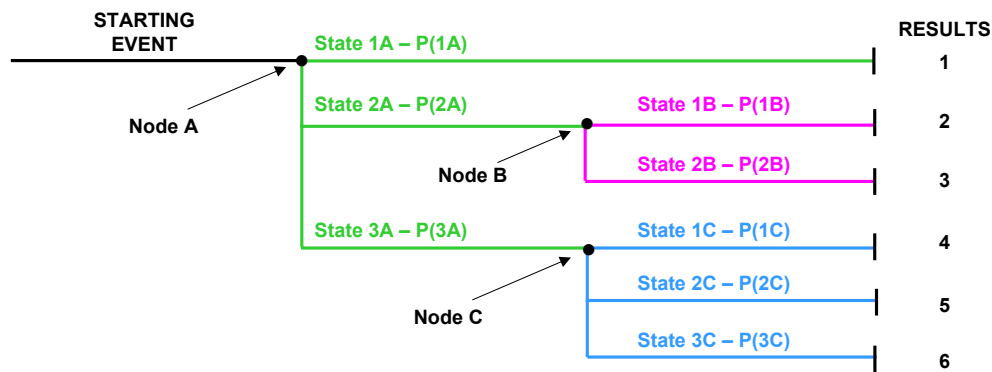 STARTING
EVENT
RESULTS
State 1A – P(1A)
1
State 2A – P(2A)
State 1B – P(1B)
2
Node A
Node B
State 2B – P(2B)
3
State 3A – P(3A)
State 1C – P(1C)
4
State 2C – P(2C)
5
Node C
State 3C – P(3C)
6